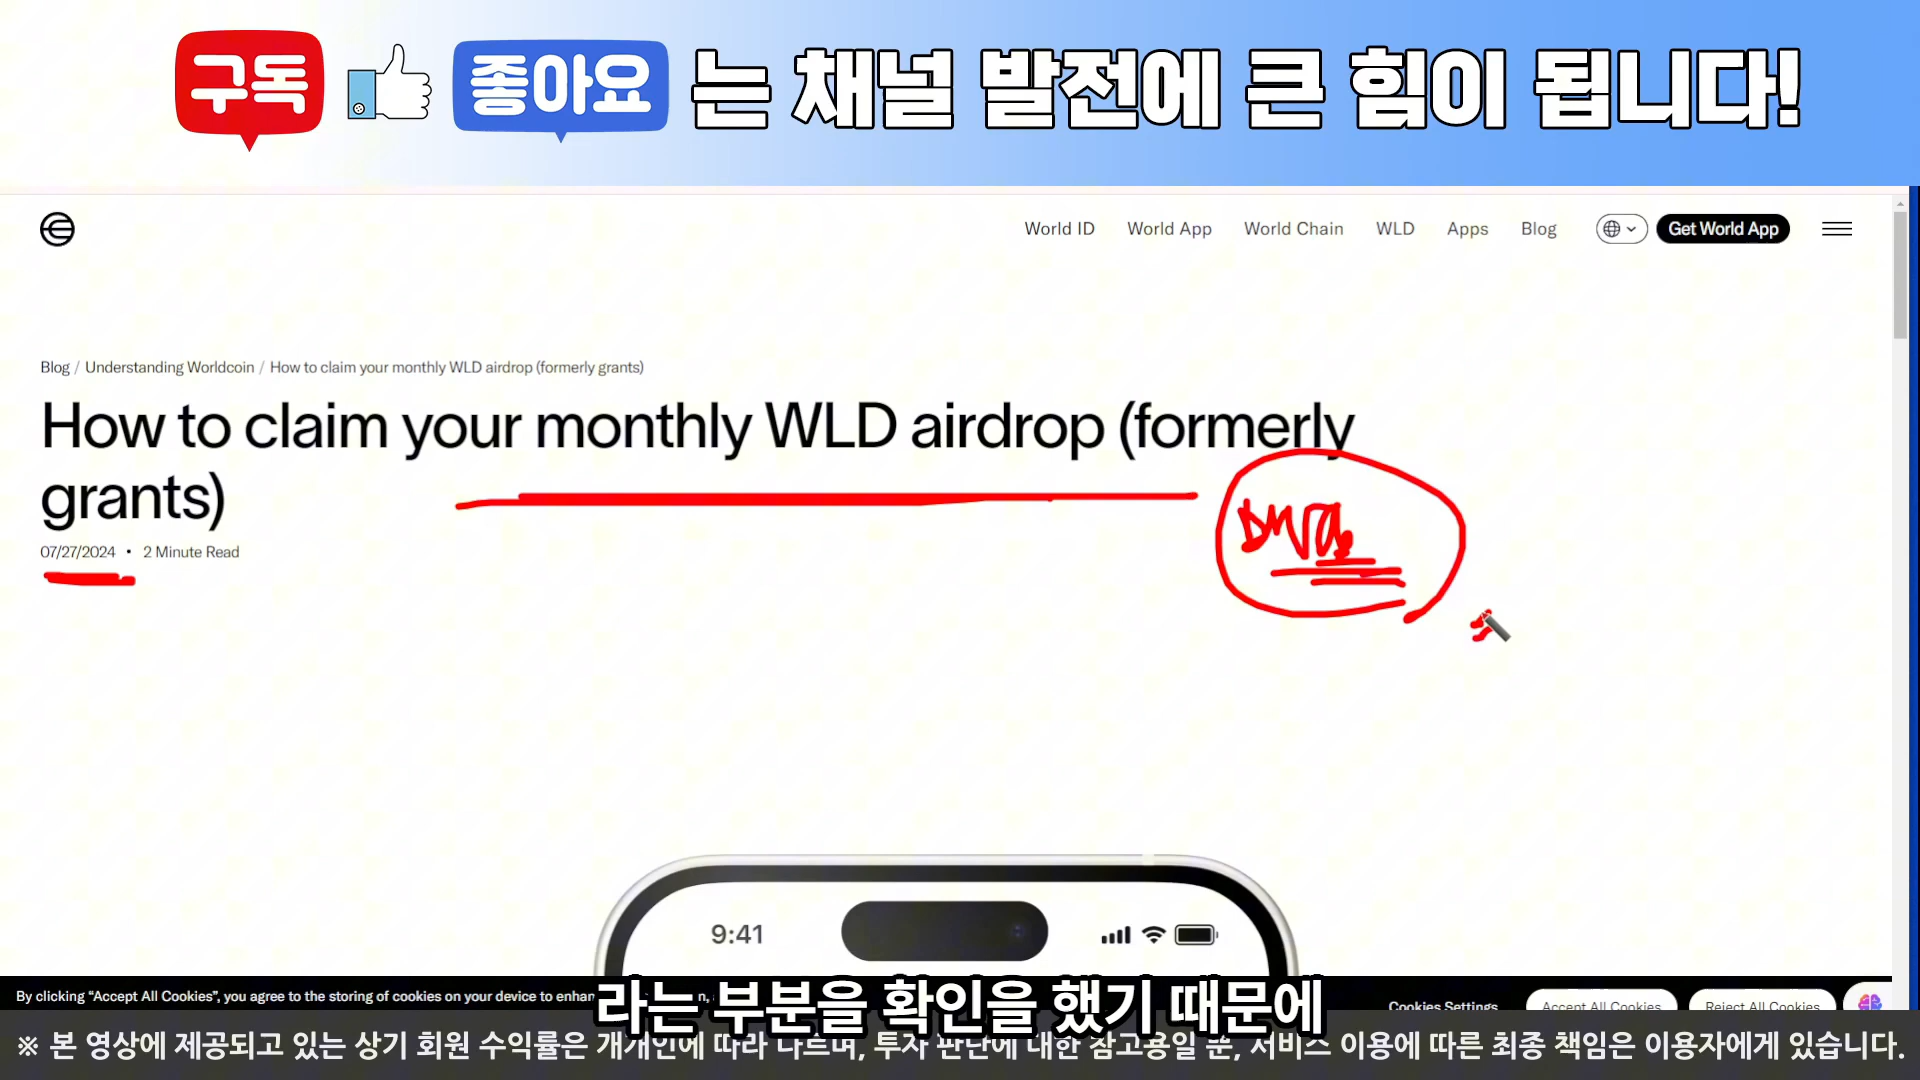 구독 좋아요 는 채널 발전에 큰 힘이 됩니다!
World ID World App World Chain WLD Apps Blog Get World App
Blog / Understanding Worldcoin / How to claim your monthly WLD airdrop (formerly grants)
How to claim your monthly WLD airdrop (formerly
grants)
07/27/2024 • 2 Minute Read
9:41
By clicking “Accept All Cookies”, you agree to the storing of cookies on your device to enhan
Cookies Settings Accept All Cookies Reject All Cookies
라는 부분을 확인을 했기 때문에
※ 본 영상에 제공되고 있는 상기 회원 수익률은 개개인에 따라 다르며, 투자 판단에 대한 참고용일 뿐, 서비스 이용에 따른 최종 책임은 이용자에게 있습니다.